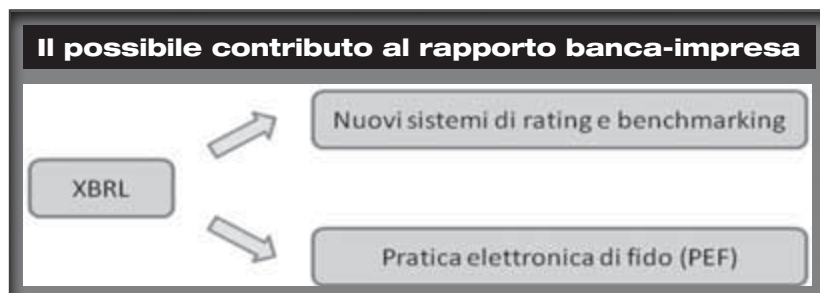 Il possibile contributo al rapporto banca-impresa
Nuovi sistemi di rating e benchmarking
XBRL
Pratica elettronica di fido (PEF)